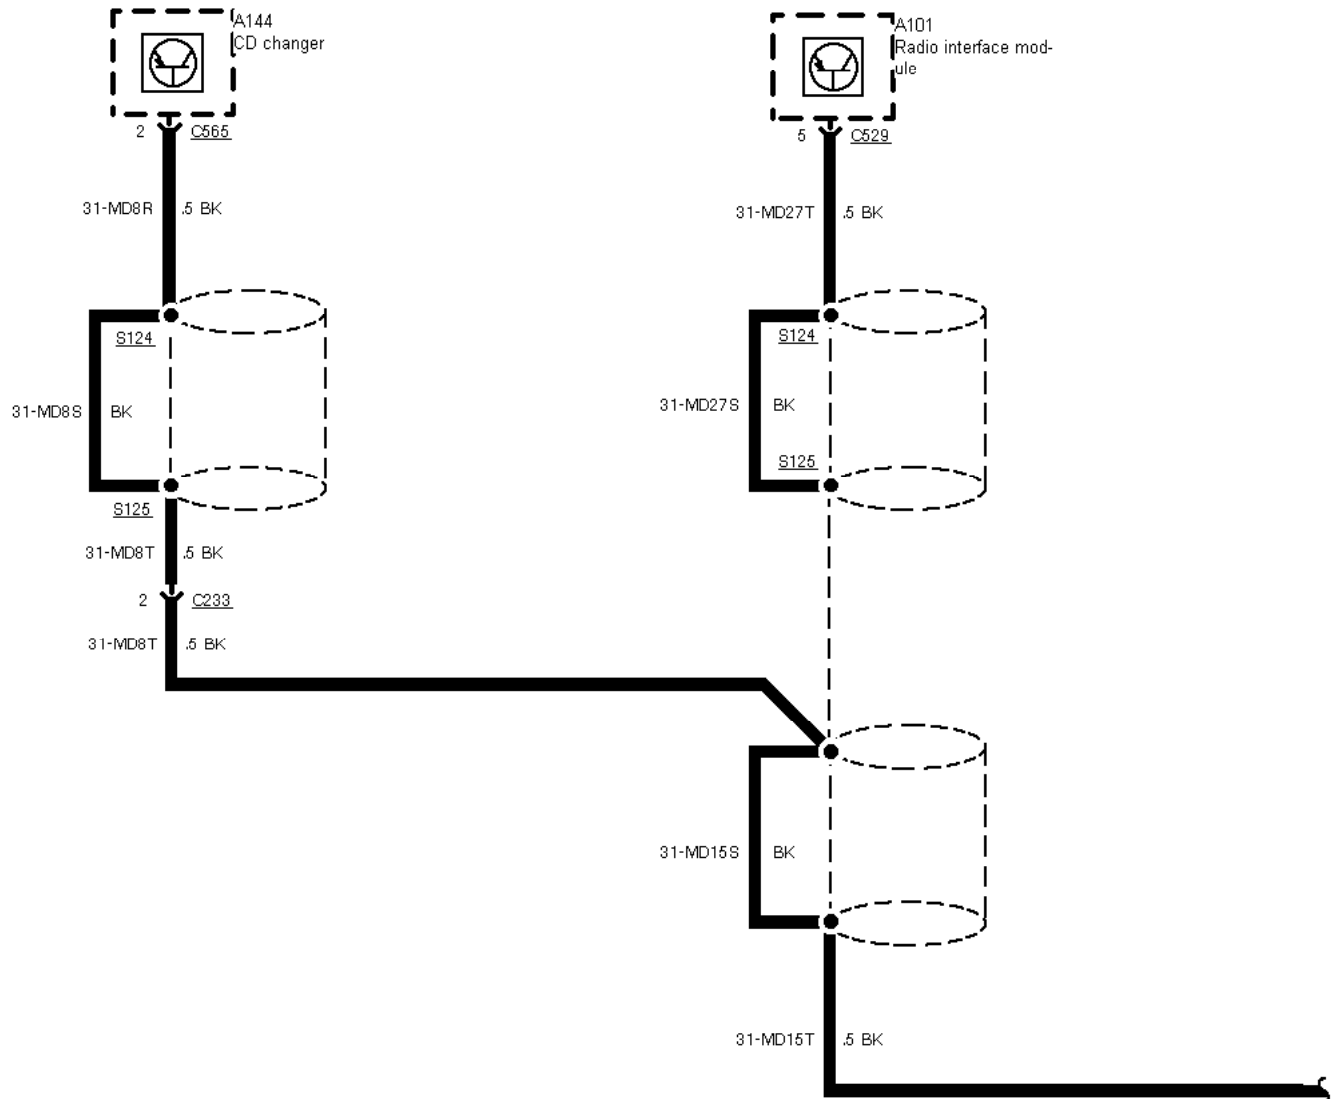 A144
CD changer
2 C565
31-MD8R .5 BK
S124
31-MD8S BK
S125
31-MD8T .5 BK
2 C233
31-MD8T .5 BK
A101
Radio interface mod-
ule
5 C529
31-MD27T .5 BK
S124
31-MD27S BK
S125
31-MD15S BK
31-MD15T .5 BK